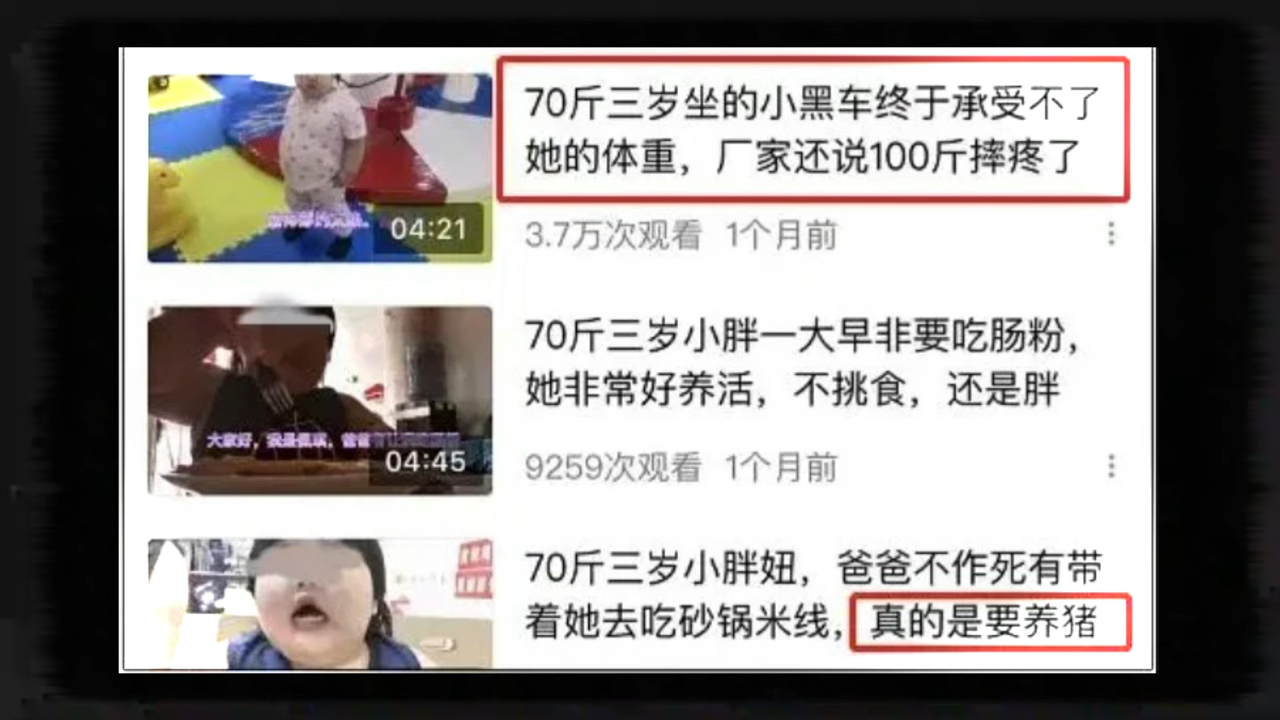 70斤三岁坐的小黑车终于承受不了
她的体重，厂家还说100斤摔疼了
04:21
3.7万次观看 1个月前
70斤三岁小胖一大早非要吃肠粉，
她非常好养活，不挑食，还是胖
大家好，我是
04:45
9259次观看 1个月前
70斤三岁小胖妞，爸爸不作死有带
着她去吃砂锅米线，真的是要养猪